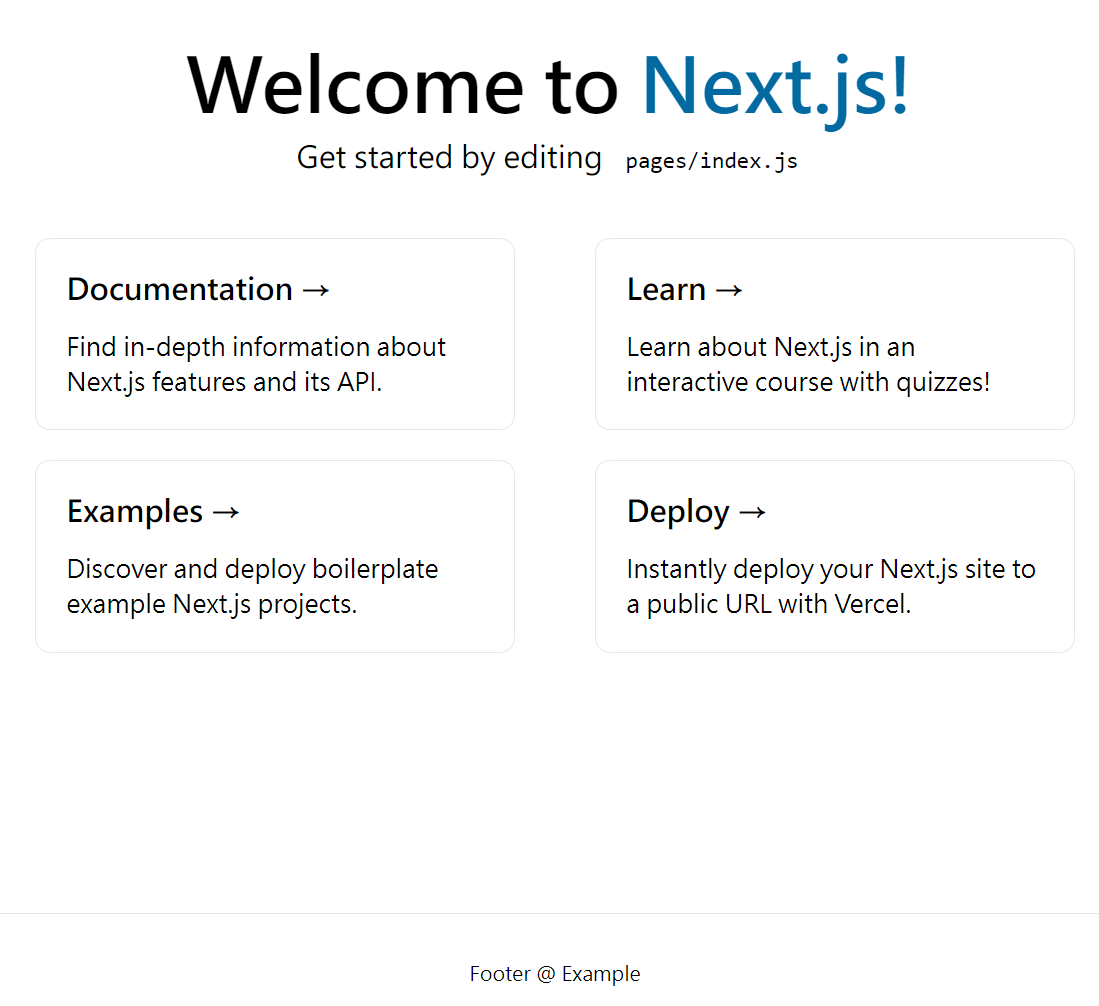 Welcome to Next.js!
Get started by editing pages/index.js
Documentation →
Find in-depth information about
Next.js features and its API.
Learn →
Learn about Next.js in an
interactive course with quizzes!
Examples →
Discover and deploy boilerplate
example Next.js projects.
Deploy →
Instantly deploy your Next.js site to
a public URL with Vercel.
Footer @ Example